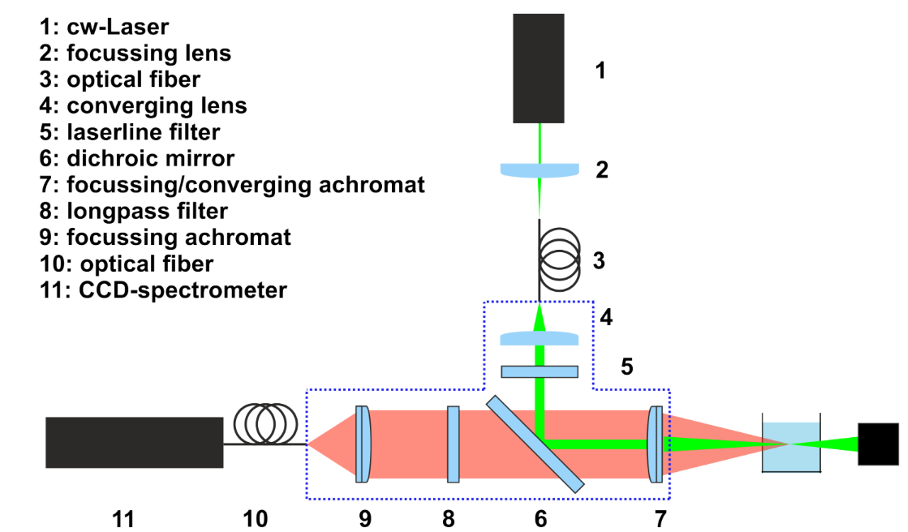 1: cw-Laser
2: focussing lens
3: optical fiber
4: converging lens
5: laserline filter
6: dichroic mirror
7: focussing/converging achromat
8: longpass filter
9: focussing achromat
10: optical fiber
11: CCD-spectrometer
1
2
3
4
5
11
10
9
8
6
7